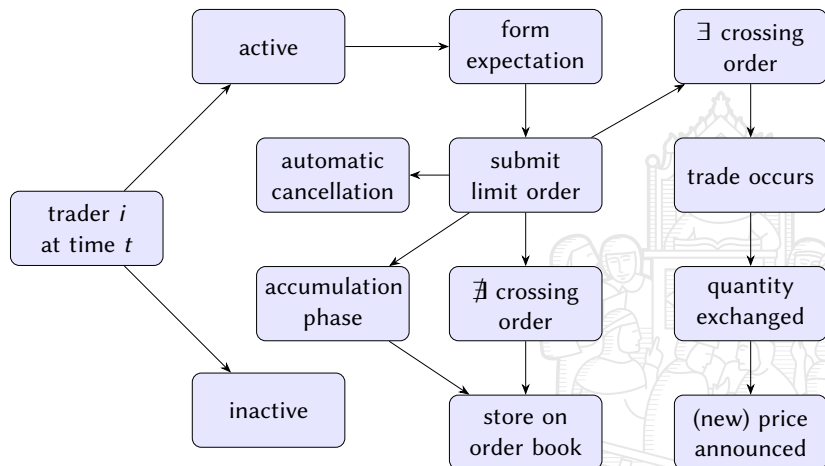 active
form
expectation
∃ crossing
order
automatic
cancellation
submit
limit order
trade occurs
trader i
at time t
accumulation
phase
∄ crossing
order
quantity
exchanged
inactive
store on
order book
(new) price
announced